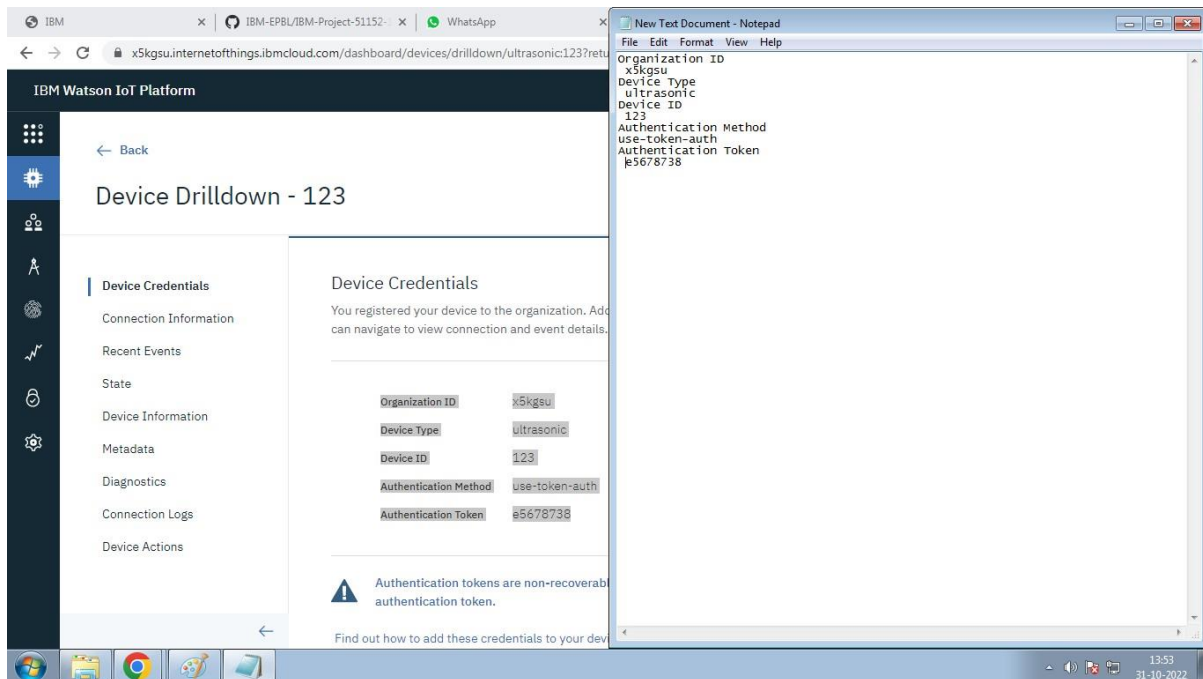 IBM
IBM-EPBL/IBM-Project-51152-
WhatsApp
x5kgsu.internetofthings.ibmcloud.com/dashboard/devices/drilldown/ultrasonic:123?retu
IBM Watson IoT Platform
← Back
Device Drilldown - 123
Device Credentials
Connection Information
Recent Events
State
Device Information
Metadata
Diagnostics
Connection Logs
Device Actions
Device Credentials
You registered your device to the organization. Add
can navigate to view connection and event details.
Organization ID x5kgsu
Device Type ultrasonic
Device ID 123
Authentication Method use-token-auth
Authentication Token e5678738
Authentication tokens are non-recoverabl
authentication token.
Find out how to add these credentials to your devi
New Text Document - Notepad
File Edit Format View Help
Organization ID
x5kgsu
Device Type
ultrasonic
Device ID
123
Authentication Method
use-token-auth
Authentication Token
e5678738
13:53
31-10-2022